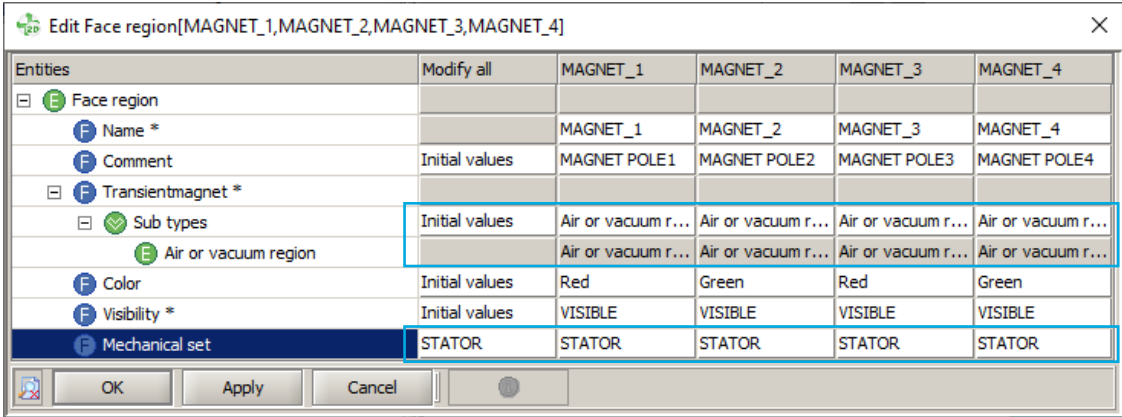 Edit Face region[MAGNET_1,MAGNET_2,MAGNET_3,MAGNET_4]
Entities Modify all MAGNET_1 MAGNET_2 MAGNET_3 MAGNET_4
E Face region
F Name * MAGNET_1 MAGNET_2 MAGNET_3 MAGNET_4
F Comment Initial values MAGNET POLE1 MAGNET POLE2 MAGNET POLE3 MAGNET POLE4
F Transientmagnet *
Sub types Initial values Air or vacuum r... Air or vacuum r... Air or vacuum r... Air or vacuum r...
E Air or vacuum region Air or vacuum r... Air or vacuum r... Air or vacuum r... Air or vacuum r...
F Color Initial values Red Green Red Green
F Visibility * Initial values VISIBLE VISIBLE VISIBLE VISIBLE
F Mechanical set STATOR STATOR STATOR STATOR STATOR
OK Apply Cancel